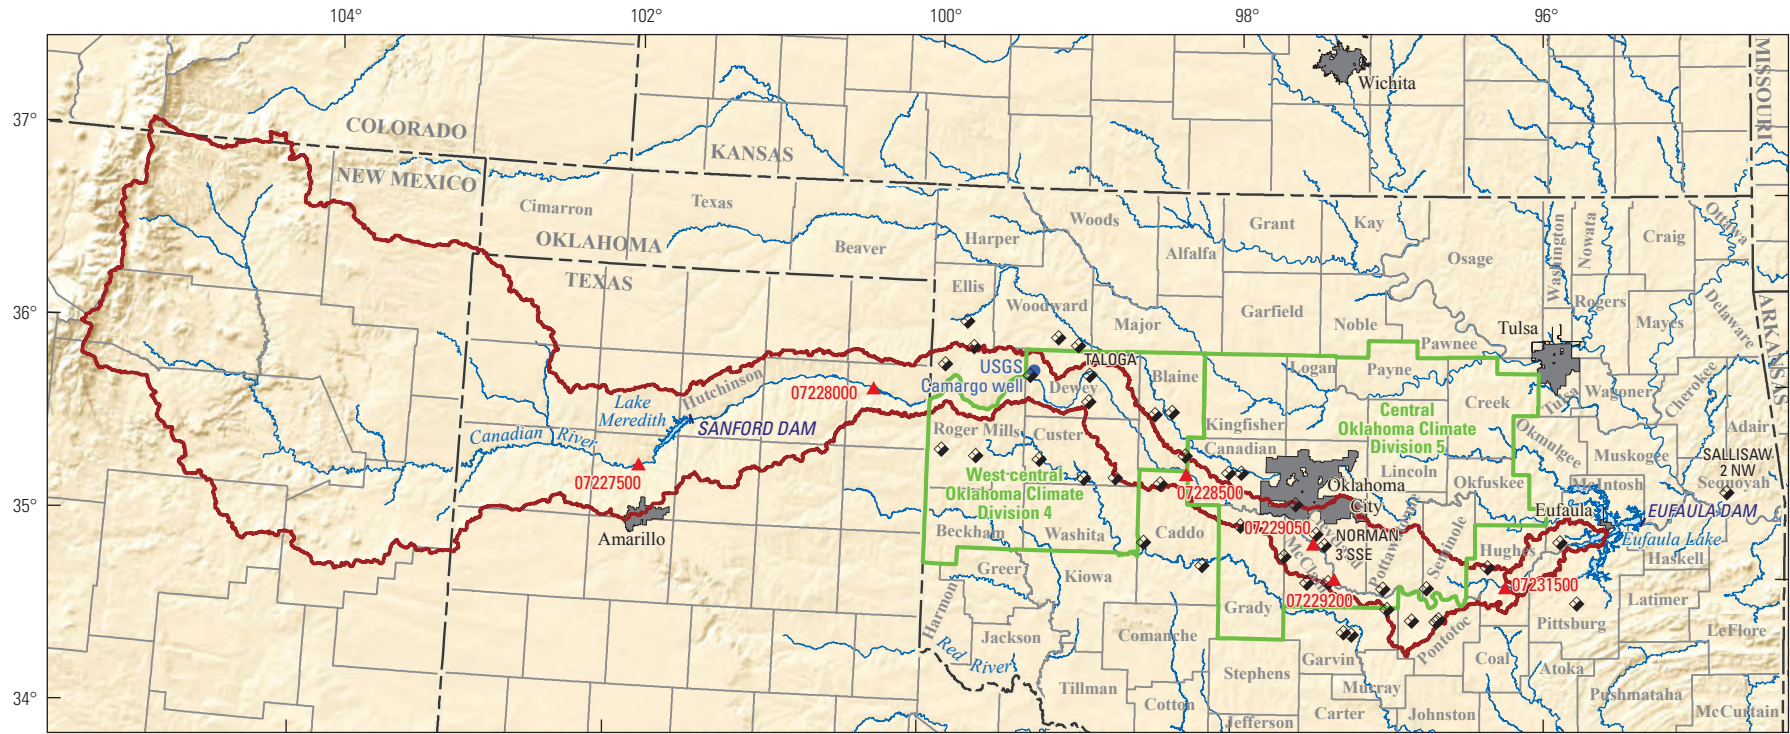 104°
102°
100°
98°
96°
37°
36°
35°
34°
MISSOURI
ARKANSAS
Wichita
COLORADO
NEW MEXICO
KANSAS
OKLAHOMA
TEXAS
Cimarron
Texas
Beaver
Harper
Woods
Alfalfa
Grant
Kay
Osage
Washington
Nowata
Craig
Ottawa
Ellis
Woodward
Major
Garfield
Noble
Pawnee
Rogers
Mayes
Delaware
Tulsa
TALOGA
USGS
Camargo well
Dewey
Blaine
Logan
Payne
Creek
Tulsa
Wagoner
Cherokee
Adair
Hutchinson
07228000
Lake
Meredith
SANFORD DAM
Canadian River
07227500
Amarillo
Roger Mills
Custer
Kingfisher
Canadian
Central
Oklahoma Climate
Division 5
Lincoln
Okmulgee
Okfuskee
Muskogee
McIntosh
SALLISAW
2 NW
Sequoyah
West-central
Oklahoma Climate
Division 4
Beckham
Washita
Caddo
07228500
Oklahoma
City
07229050
NORMAN
3 SSE
Pottawatomie
Seminole
Hughes
Eufaula
EUFAULA DAM
Eufaula Lake
Haskell
07231500
07229200
Greer
Kiowa
Harmon
Grady
Jackson
Comanche
Red River
Tillman
Cotton
Stephens
Jefferson
Garvin
Murray
Carter
Johnston
Pontotoc
Coal
Pittsburg
Atoka
Latimer
LeFlore
Pushmataha
McCurtain